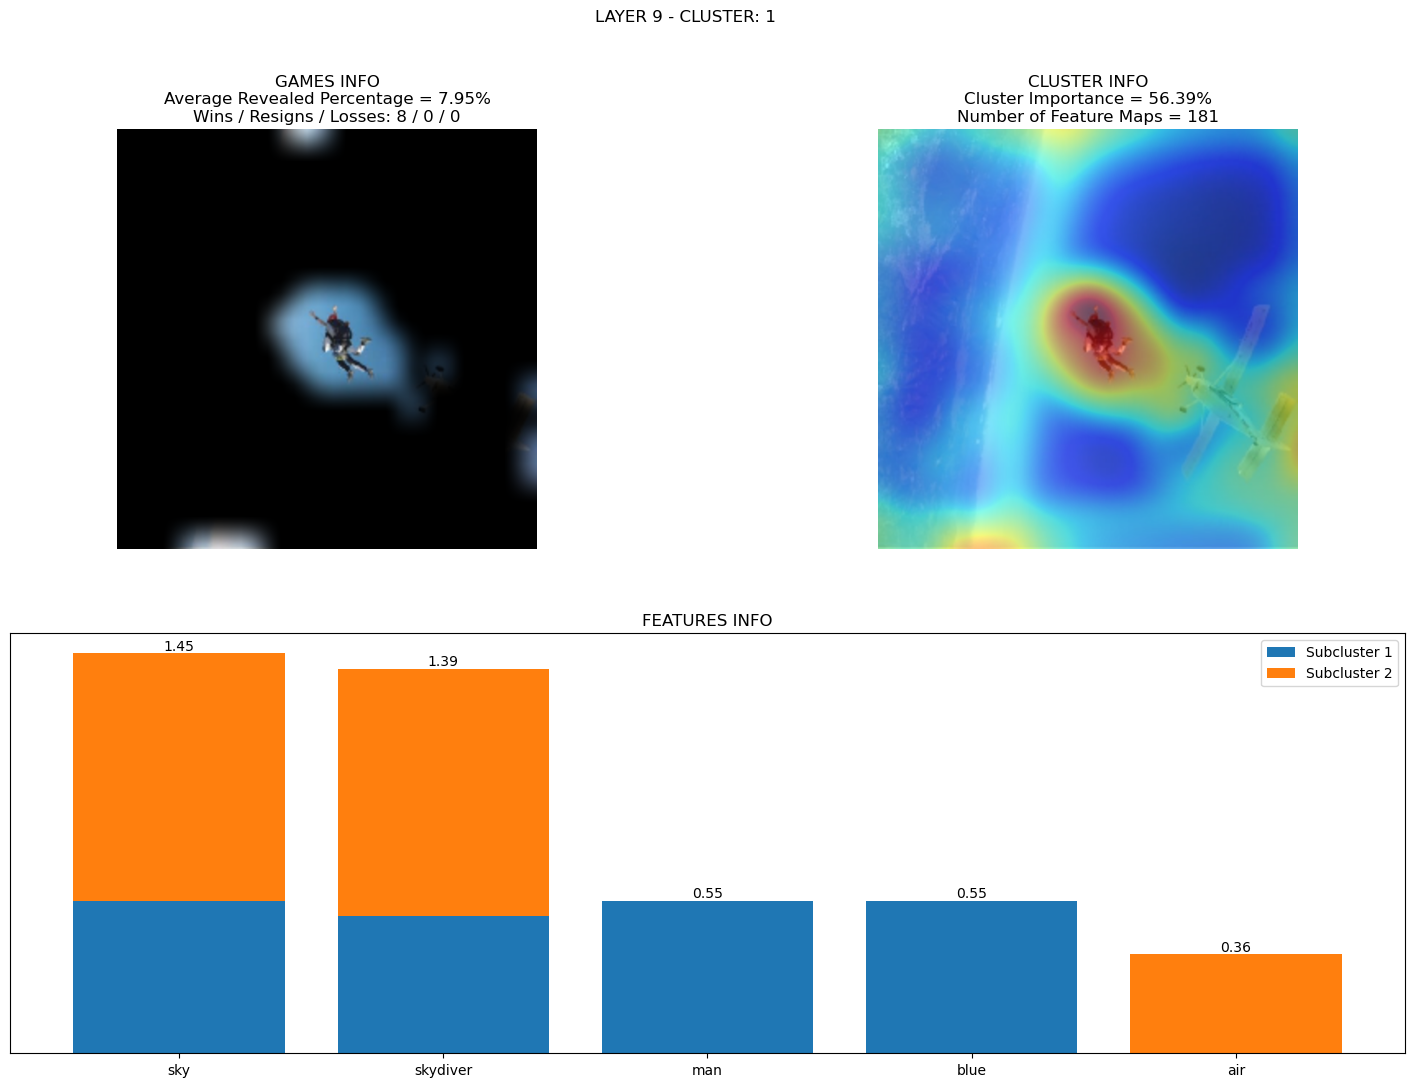 LAYER 9 - CLUSTER: 1
GAMES INFO
Average Revealed Percentage = 7.95%
Wins / Resigns / Losses: 8 / 0 / 0
CLUSTER INFO
Cluster Importance = 56.39%
Number of Feature Maps = 181
FEATURES INFO
1.45
1.39
0.55
0.55
0.36
Subcluster 1
Subcluster 2
sky
skydiver
man
blue
air